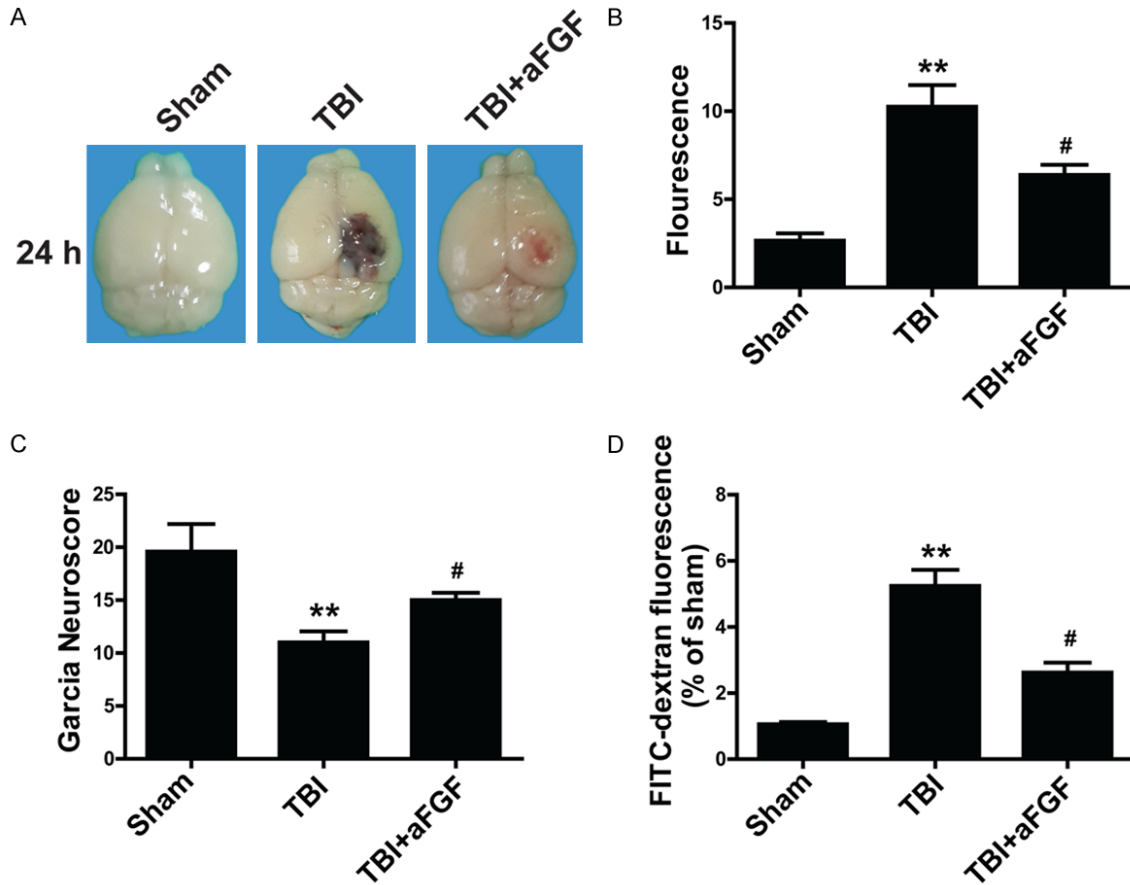 A
Sham
TBI
TBI+aFGF
24 h
B
Flourescence
15
10
5
0
**
#
Sham
TBI
TBI+aFGF
C
Garcia Neuroscore
25
20
15
10
5
0
**
#
Sham
TBI
TBI+aFGF
D
FITC-dextran fluorescence
(% of sham)
8
6
4
2
0
**
#
Sham
TBI
TBI+aFGF